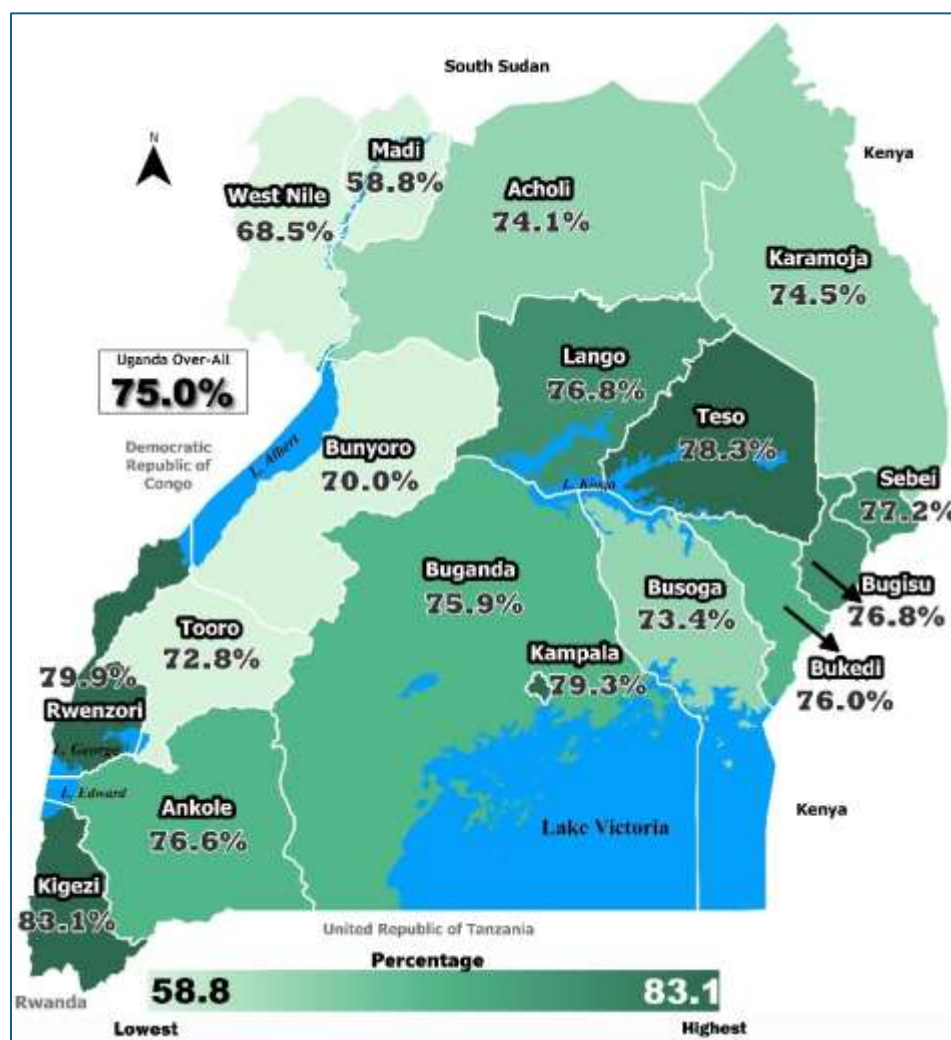 South Sudan
N
Kenya
Madi
58.8%
West Nile
68.5%
Acholi
74.1%
Karamoja
74.5%
Uganda Over-All
75.0%
Lango
76.8%
Teso
78.3%
Democratic
Republic of
Congo
L. Albert
Bunyoro
70.0%
L. Kioga
Sebei
77.2%
Buganda
75.9%
Busoga
73.4%
Bugisu
76.8%
Tooro
72.8%
Kampala
79.3%
Bukedi
76.0%
79.9%
Rwenzori
L. George
L. Edward
Ankole
76.6%
Lake Victoria
Kenya
Kigezi
83.1%
United Republic of Tanzania
Percentage
58.8
83.1
Rwanda
Lowest
Highest